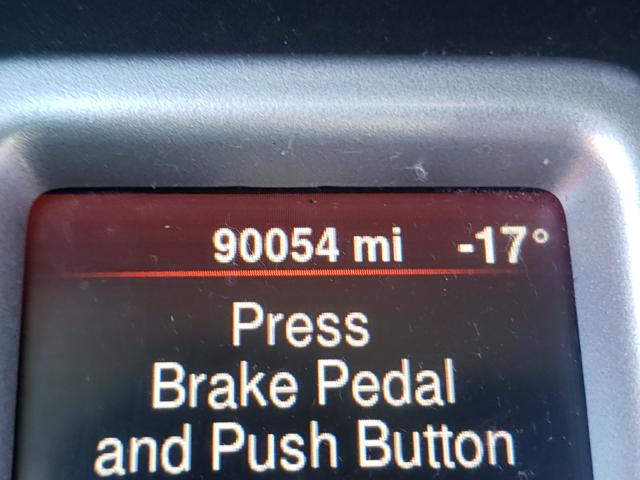 90054 mi -17°
Press
Brake Pedal
and Push Button